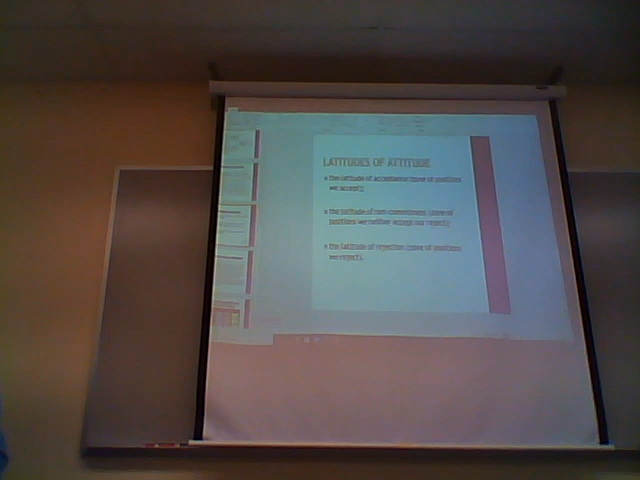 LATITUDES OF ATTITUDE
the latitude of acceptance (zone of positions
we accept);
the latitude of non commitment (zone of
positions we neither accept nor reject);
the latitude of rejection (zone of positions
we reject).